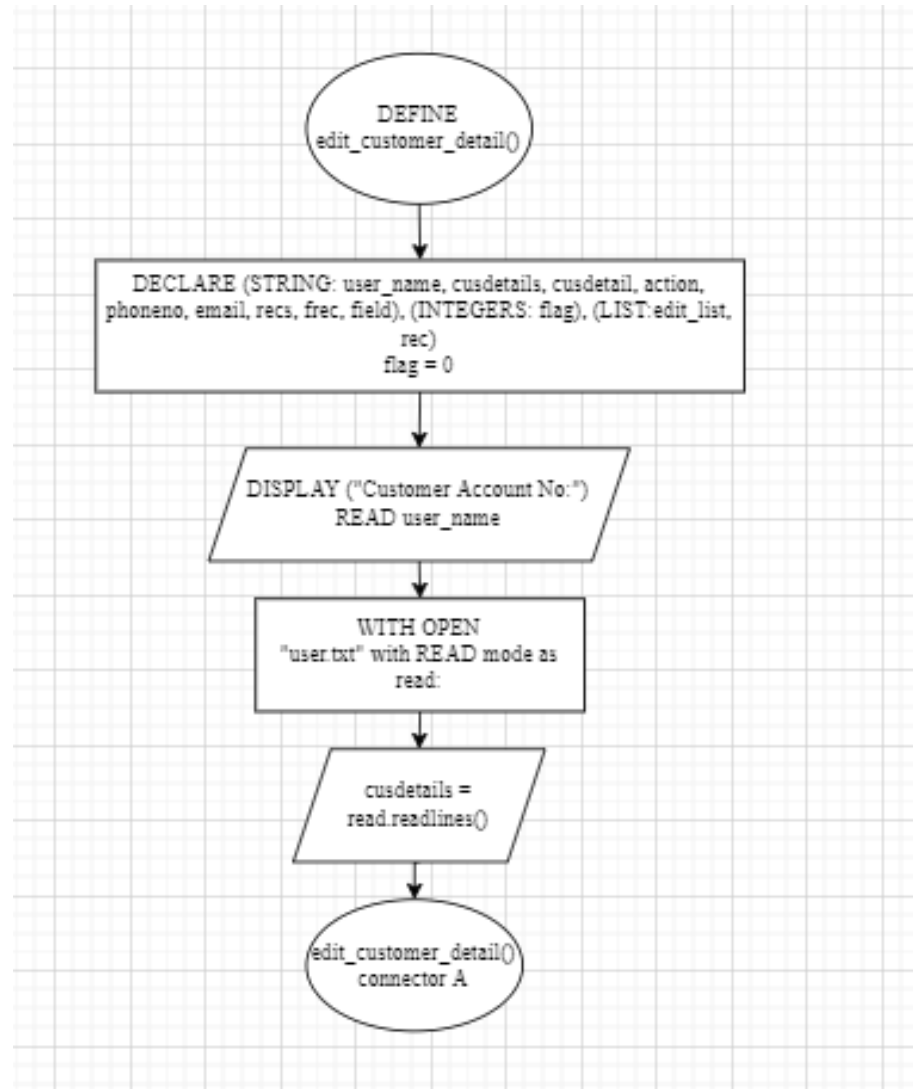 DEFINE
edit_customer_detail()
DECLARE (STRING: user_name, cusdetails, cusdetail, action,
phoneno, email, recs, frec, field), (INTEGERS: flag), (LIST:edit_list,
rec)
flag = 0
DISPLAY ("Customer Account No:")
READ user_name
WITH OPEN
"user.txt" with READ mode as
read:
cusdetails =
read.readlines()
edit_customer_detail()
connector A